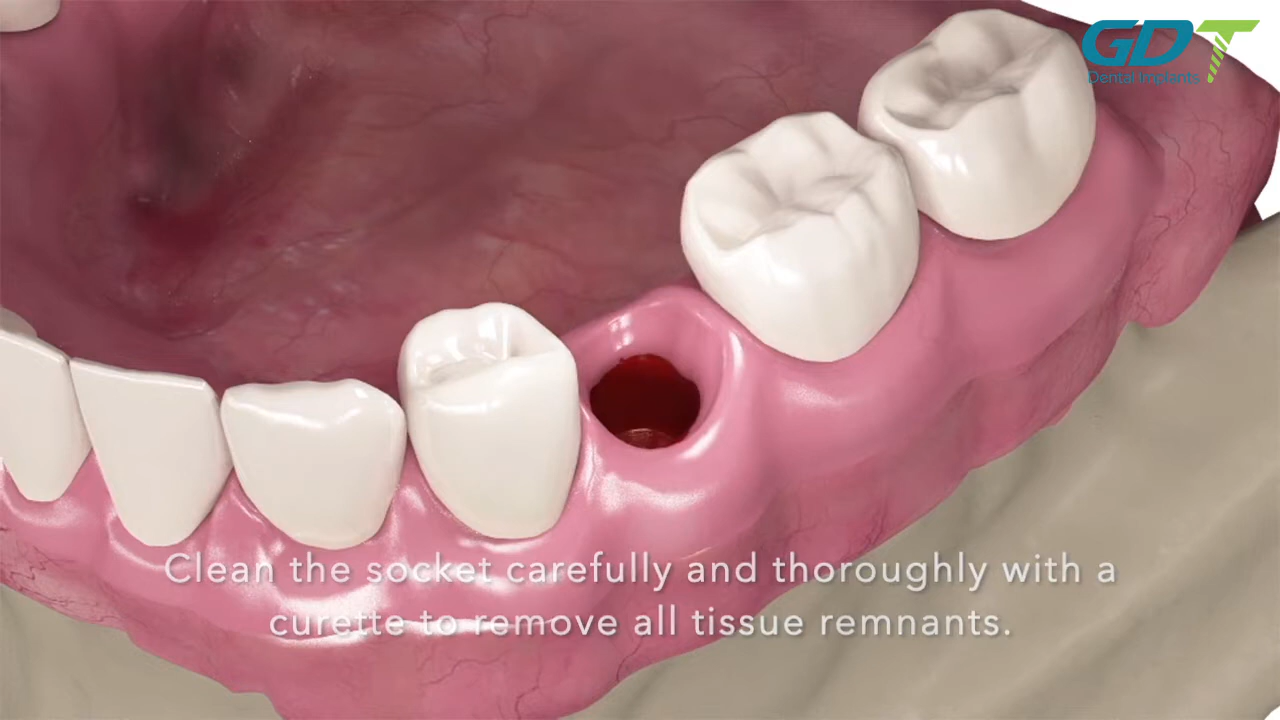 GDT
Dental Implants
Clean the socket carefully and thoroughly with a
curette to remove all tissue remnants.